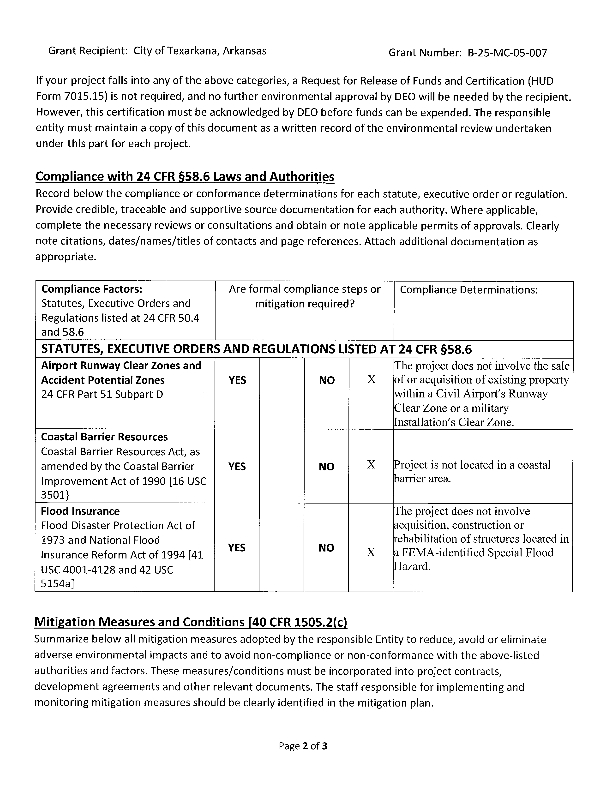 Grant Recipient: City of Texarkana, Arkansas
Grant Number: B-25-MC-05-007
If your project falls into any of the above categories, a Request for Release of Funds and Certification (HUD
Form 7015.15) is not required, and no further environmental approval by DEO will be needed by the recipient.
However, this certification must be acknowledged by DEO before funds can be expended. The responsible
entity must maintain a copy of this document as a written record of the environmental review undertaken
under this part for each project.
Compliance with 24 CFR §58.6 Laws and Authorities
Record below the compliance or conformance determinations for each statute, executive order or regulation.
Provide credible, traceable and supportive source documentation for each authority. Where applicable,
complete the necessary reviews or consultations and obtain or note applicable permits of approvals. Clearly
note citations, dates/names/titles of contacts and page references. Attach additional documentation as
appropriate.
Compliance Factors:
Statutes, Executive Orders and
Regulations listed at 24 CFR 50.4
and 58.6
Are formal compliance steps or
mitigation required?
Compliance Determinations:
STATUTES, EXECUTIVE ORDERS AND REGULATIONS LISTED AT 24 CFR §58.6
Airport Runway Clear Zones and
Accident Potential Zones
24 CFR Part 51 Subpart D
YES
NO
X
The project does not involve the sale
of or acquisition of existing property
within a Civil Airport's Runway
Clear Zone or a military
Installation's Clear Zone.
Coastal Barrier Resources
Coastal Barrier Resources Act, as
amended by the Coastal Barrier
Improvement Act of 1990 [16 USC
3501}
YES
NO
X
Project is not located in a coastal
barrier area.
Flood Insurance
Flood Disaster Protection Act of
1973 and National Flood
Insurance Reform Act of 1994 [41
USC 4001-4128 and 42 USC
5154a]
YES
NO
X
The project does not involve
acquisition, construction or
rehabilitation of structures located in
a FEMA-identified Special Flood
Hazard.
Mitigation Measures and Conditions [40 CFR 1505.2(c)
Summarize below all mitigation measures adopted by the responsible Entity to reduce, avoid or eliminate
adverse environmental impacts and to avoid non-compliance or non-conformance with the above-listed
authorities and factors. These measures/conditions must be incorporated into project contracts,
development agreements and other relevant documents. The staff responsible for implementing and
monitoring mitigation measures should be clearly identified in the mitigation plan.
Page 2 of 3